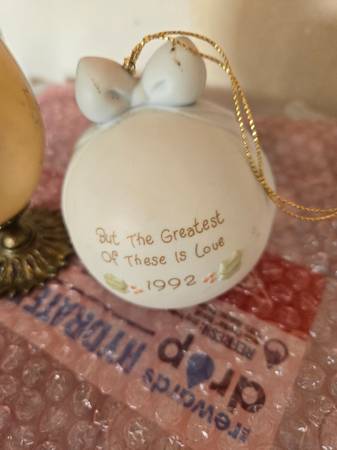 But The Greatest
Of These Is Love
1992
rewards
HYDRATE
drop